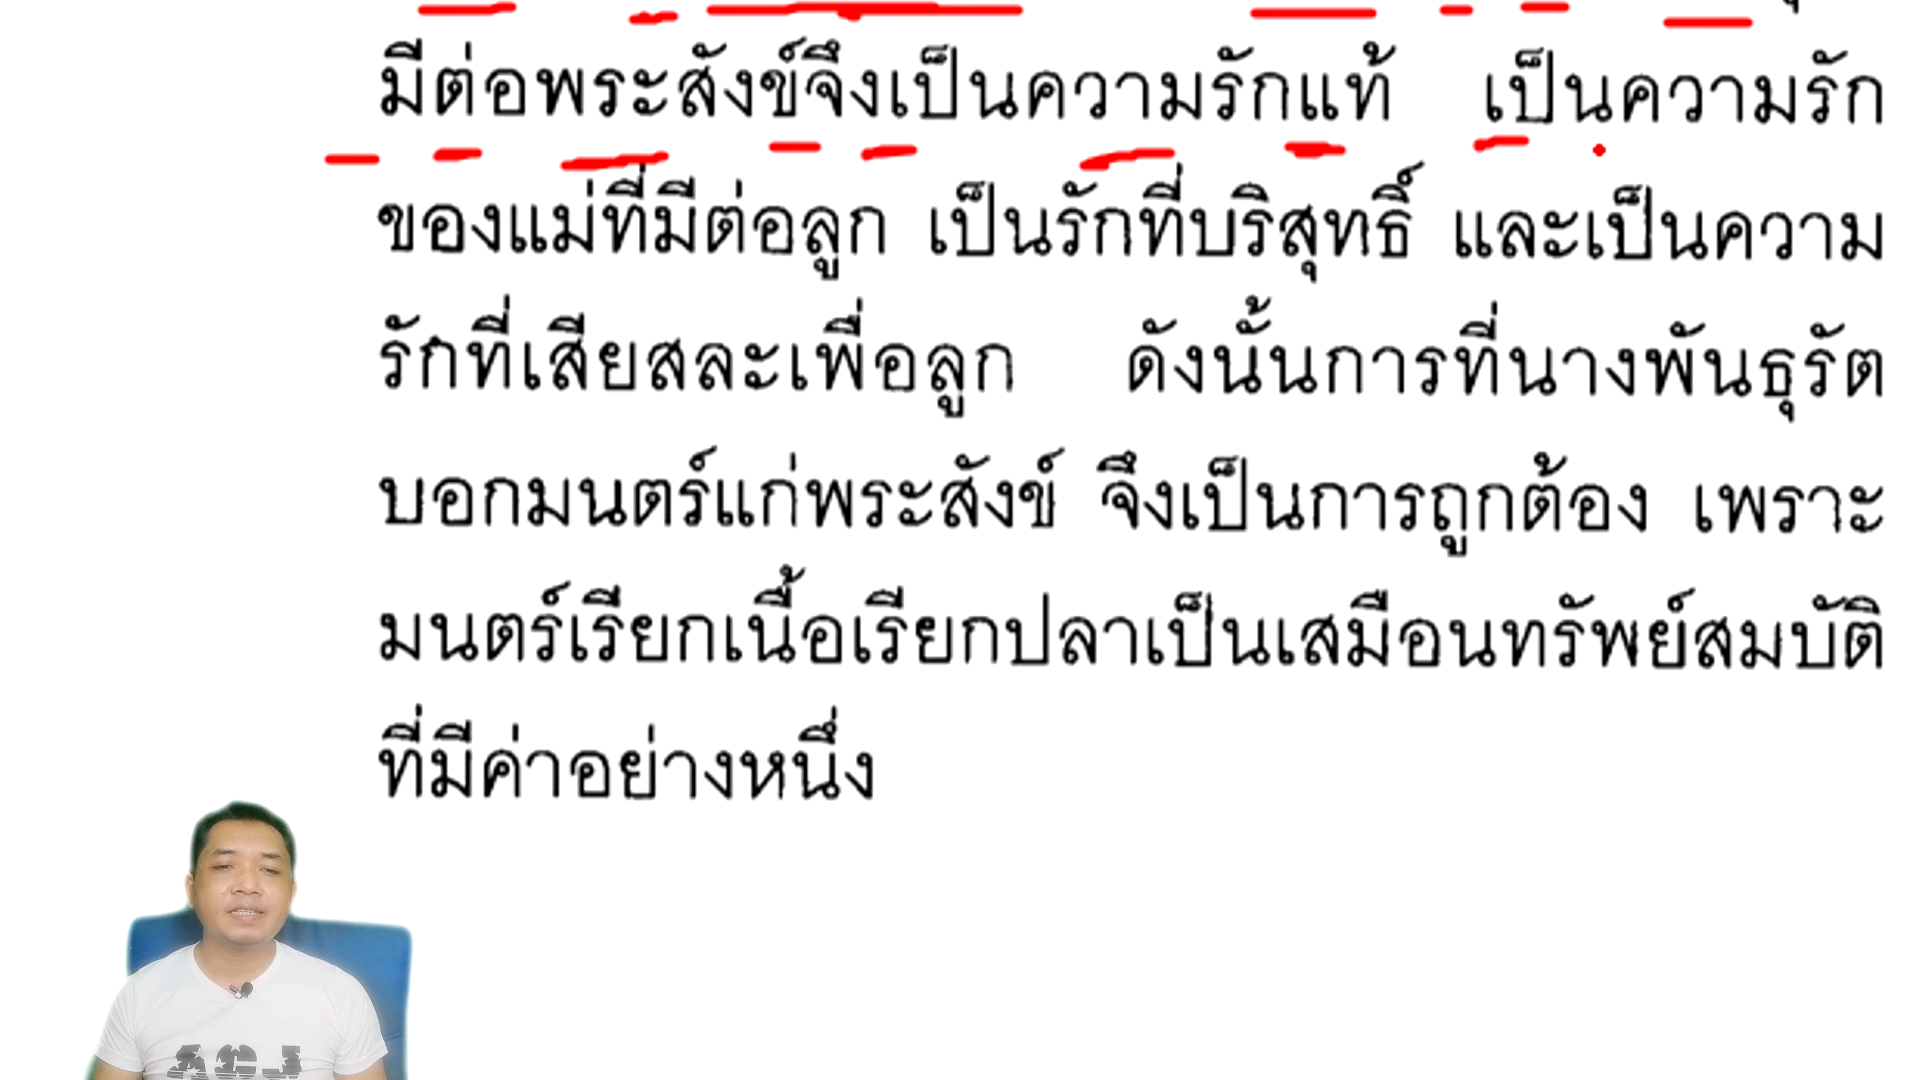 มีต่อพระสังข์จึงเป็นความรักแท้ เป็นความรัก
ของแม่ที่มีต่อลูก เป็นรักที่บริสุทธิ์ และเป็นความ
รักที่เสียสละเพื่อลูก ดังนั้นการที่นางพันธุรัต
บอกมนตร์แก่พระสังข์ จึงเป็นการถูกต้อง เพราะ
มนตร์เรียกเนื้อเรียกปลาเป็นเสมือนทรัพย์สมบัติ
ที่มีค่าอย่างหนึ่ง